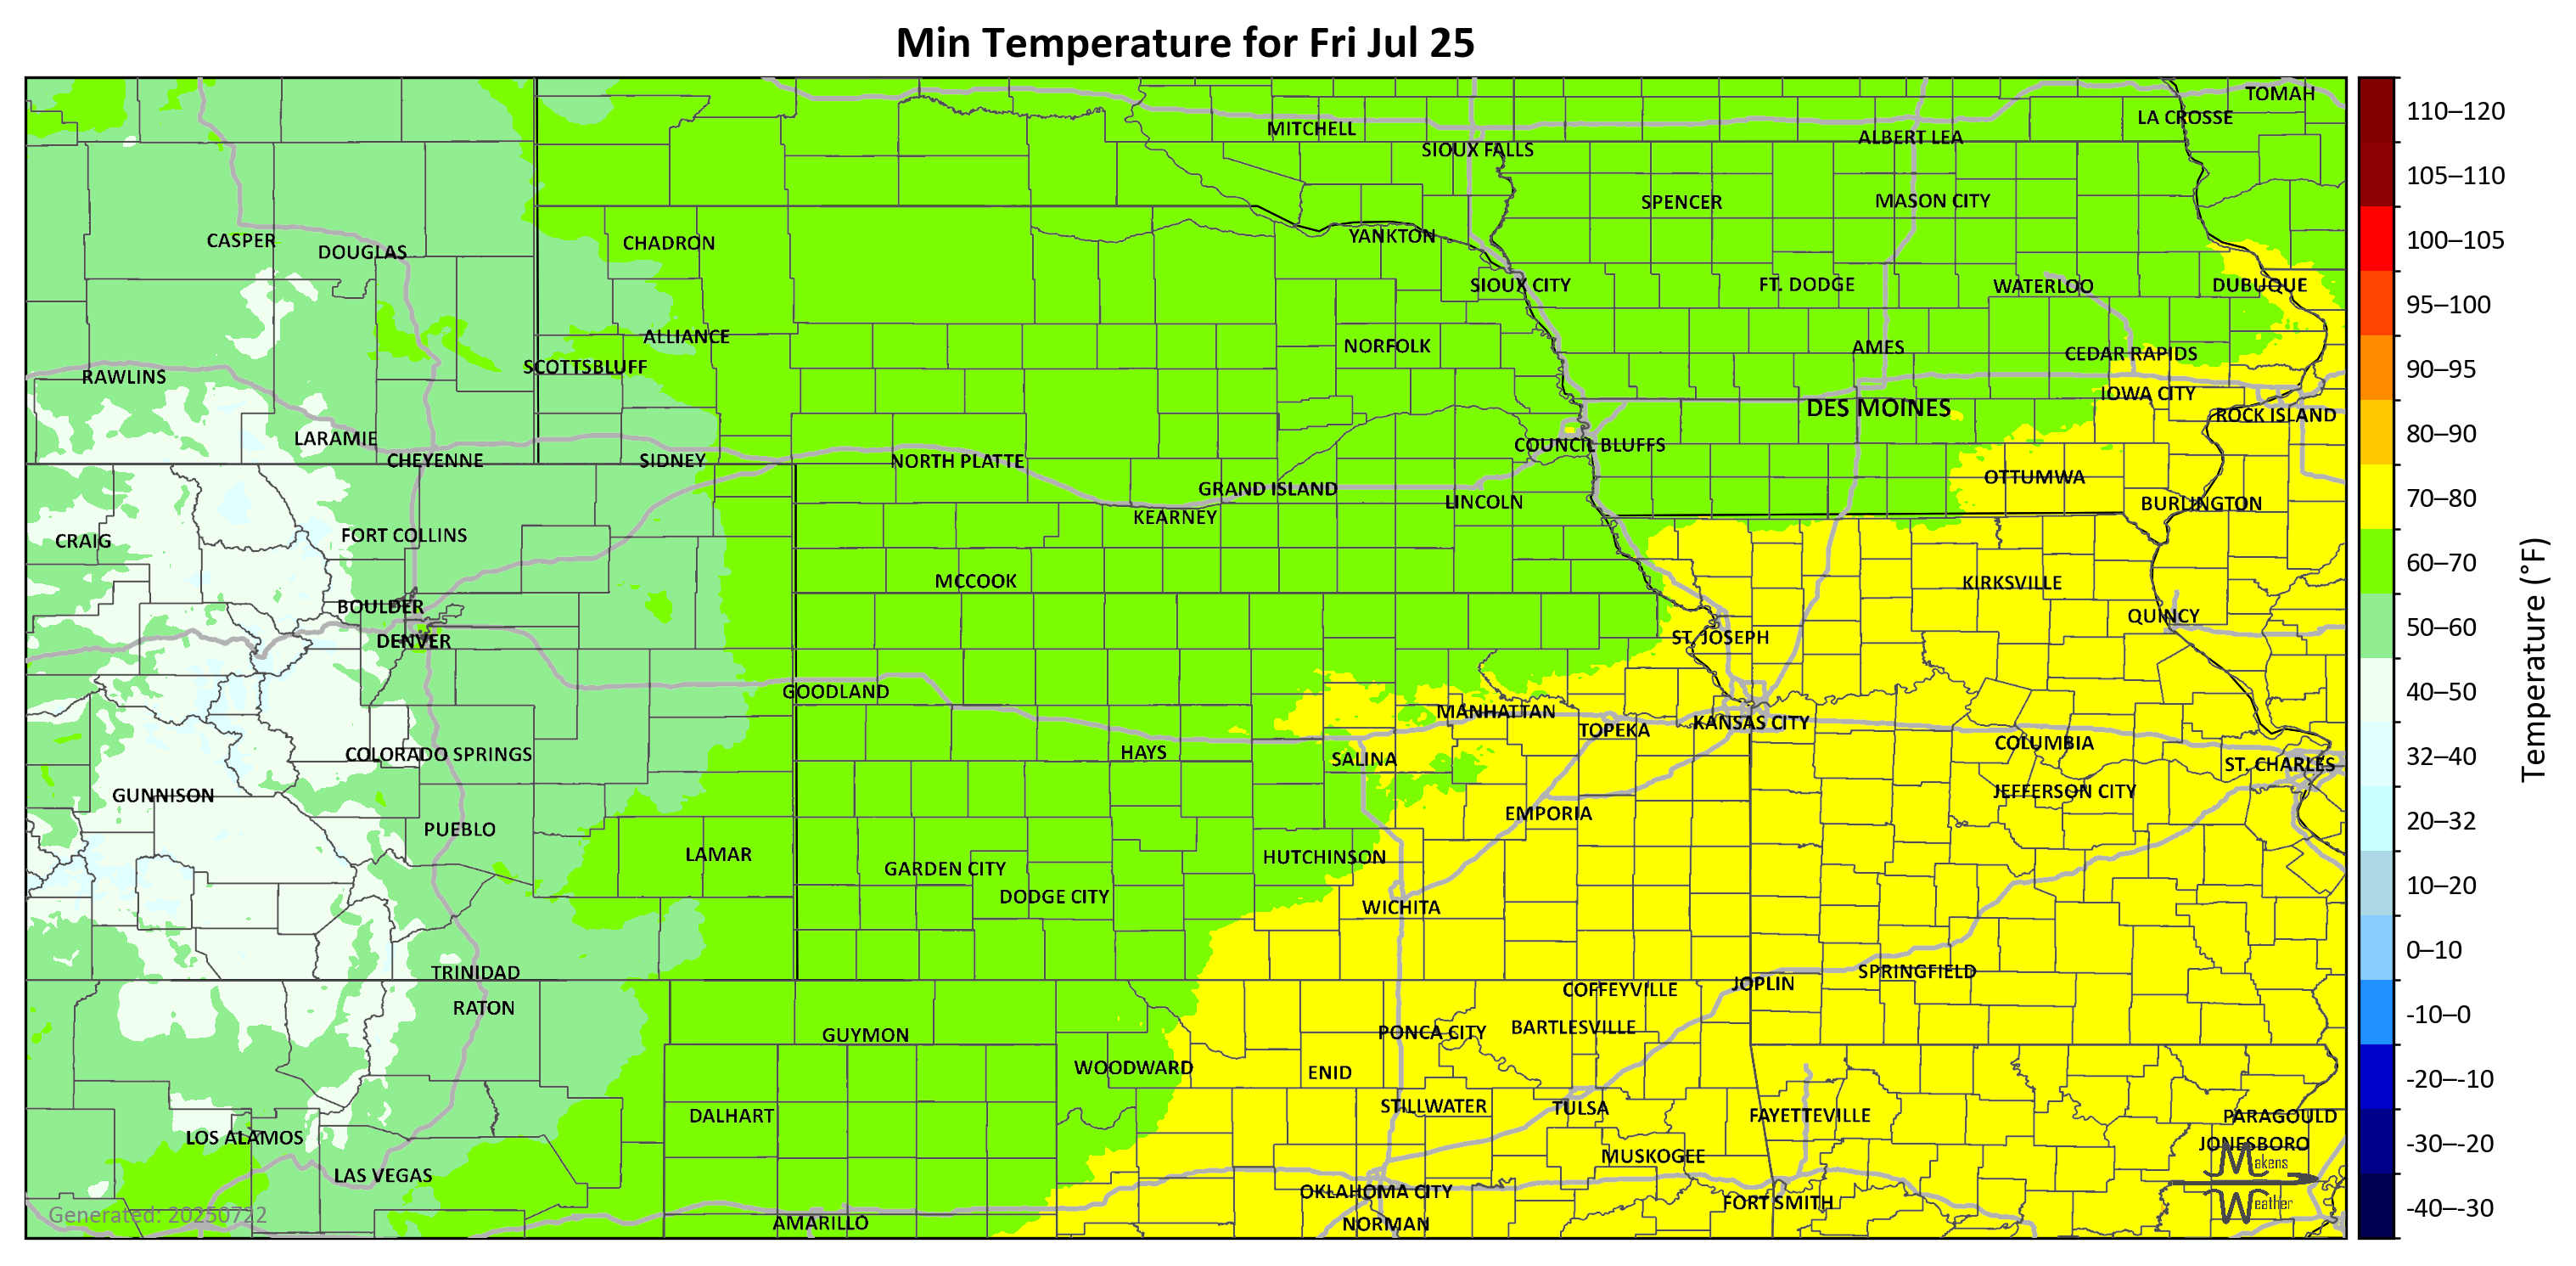 Min Temperature for Fri Jul 25
TOMAH
LA CROSSE
MITCHELL
ALBERT LEA
SIOUX FALLS
SPENCER
MASON CITY
YANKTON
CASPER
CHADRON
DOUGLAS
SIOUX CITY
FT. DODGE
WATERLOO
DUBUQUE
ALLIANCE
NORFOLK
AMES
CEDAR RAPIDS
SCOTTSBLUFF
RAWLINS
IOWA CITY
DES MOINES
ROCK ISLAND
LARAMIE
COUNCIL BLUFFS
CHEYENNE
SIDNEY
NORTH PLATTE
OTTUMWA
GRAND ISLAND
LINCOLN
BURLINGTON
KEARNEY
FORT COLLINS
CRAIG
MCCOOK
KIRKSVILLE
BOULDER
QUINCY
DENVER
ST. JOSEPH
GOODLAND
MANHATTAN
KANSAS CITY
TOPEKA
COLUMBIA
COLORADO SPRINGS
HAYS
SALINA
ST. CHARLES
GUNNISON
JEFFERSON CITY
EMPORIA
PUEBLO
LAMAR
HUTCHINSON
GARDEN CITY
DODGE CITY
WICHITA
TRINIDAD
SPRINGFIELD
JOPLIN
COFFEYVILLE
RATON
BARTLESVILLE
PONCA CITY
GUYMON
WOODWARD
ENID
STILLWATER
TULSA
DALHART
FAYETTEVILLE
PARAGOULD
LOS ALAMOS
JONESBORO
MUSKOGEE
LAS VEGAS
OKLAHOMA CITY
FORT SMITH
AMARILLO
NORMAN
Generated: 20250722
Makens
Weather
110–120
105–110
100–105
95–100
90–95
80–90
70–80
60–70
50–60
40–50
32–40
20–32
10–20
0–10
-10–0
-20–-10
-30–-20
-40–-30
Temperature (°F)